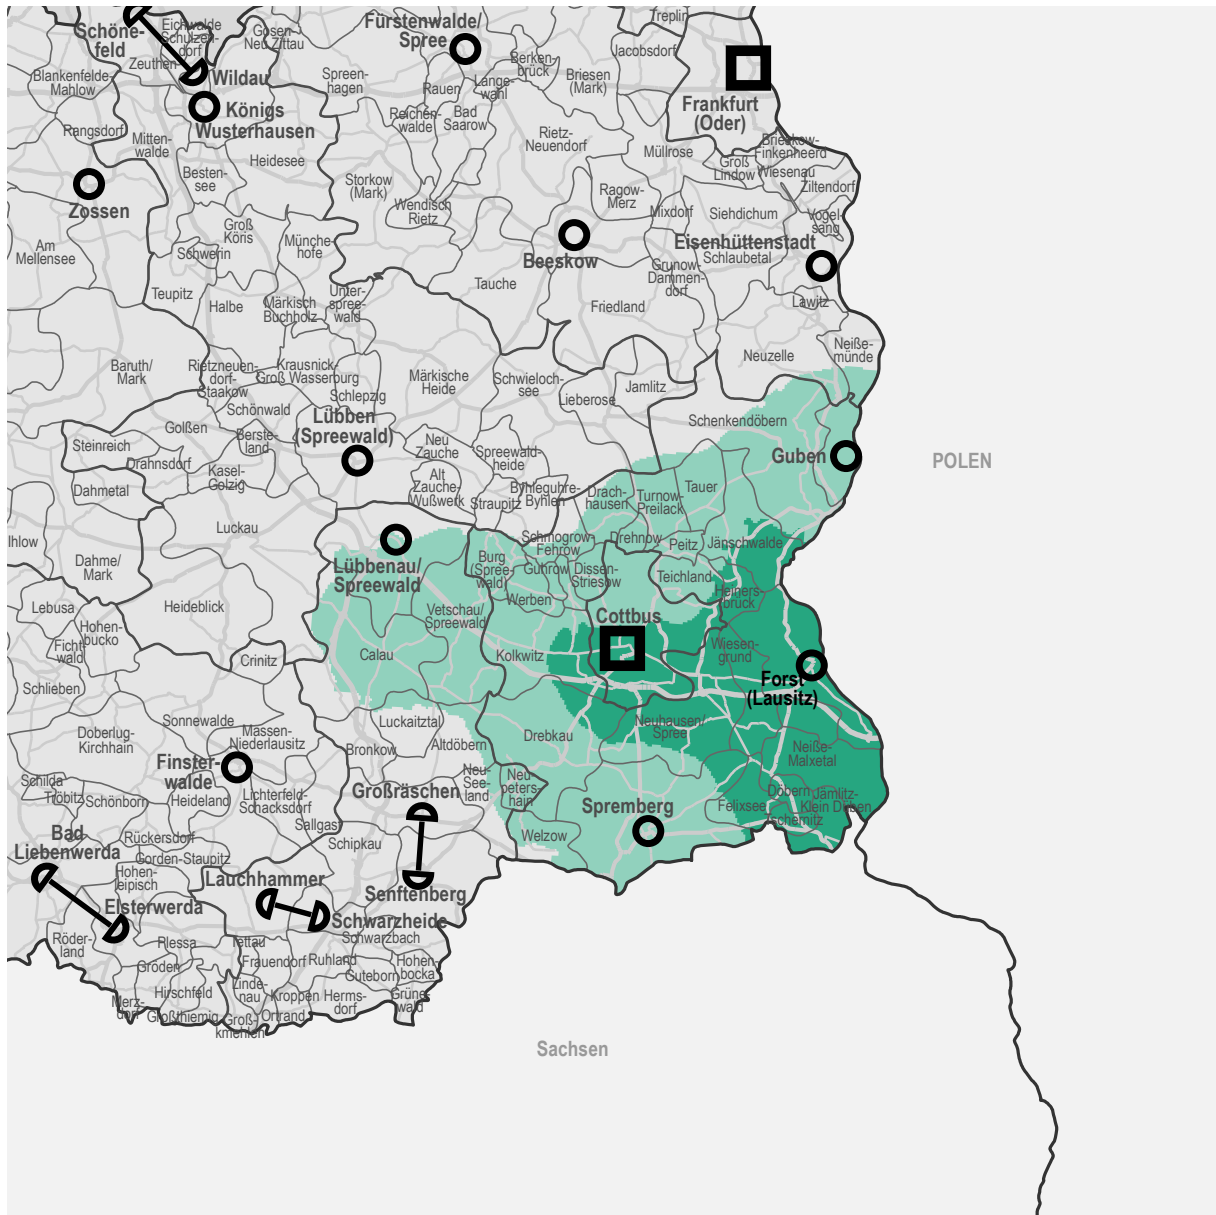 Treplin
Eichwalde
Schulzen-
dorf
Schöne-
feld
Gosen-
Neu Zittau
Fürstenwalde/
Spree
Jacobsdorf
Zeuthen
Wildau
Blankenfelde-
Mahlow
Spreen-
hagen
Rauen
Lange-
wahl
Berken-
brück
Briesen
(Mark)
Frankfurt
(Oder)
Königs
Wusterhausen
Reichen-
walde
Bad
Saarow
Rangsdorf
Mitten-
walde
Heidesee
Rietz-
Neuendorf
Müllrose
Brieskow-
Finkenheerd
Groß
Lindow
Wiesenau
Ziltendorf
Besten-
see
Storkow
(Mark)
Wendisch
Rietz
Ragow-
Merz
Mixdorf
Siehdichum
Vogel-
sang
Zossen
Groß
Köris
Münche-
hofe
Schwerin
Am
Mellensee
Beeskow
Eisenhüttenstadt
Schlaubetal
Grunow-
Dammen-
dorf
Teupitz
Halbe
Märkisch
Buchholz
Unter-
spree-
wald
Tauche
Friedland
Lawitz
Neuzelle
Neiße-
münde
Baruth/
Mark
Rietzneuen-
dorf-
Staakow
Krausnick-
Groß Wasserburg
Schlepzig
Schönwald
Märkische
Heide
Schwieloch-
see
Lieberose
Jamlitz
Schenkendöbern
Guben
POLEN
Golßen
Berste-
land
Lübben
(Spreewald)
Steinreich
Drahnsdorf
Kasel-
Golzig
Dahmetal
Neu
Zauche
Alt
Zauche-
Wußwerk
Spreewald-
heide
Straupitz
Byhleguhre-
Byhlen
Drach-
hausen
Turnow-
Preilack
Tauer
Luckau
hlow
Dahme/
Mark
Lübbenau/
Spreewald
Schmogrow-
Fehrow
Drehnow
Peitz
Jänschwalde
Burg
(Spree-
wald)
Guhrow
Dissen-
Striesow
Teichland
Heiners-
brück
Werben
Lebusa
Hohen-
bucko
Heideblick
Vetschau/
Spreewald
Cottbus
Ficht-
wald
Crinitz
Calau
Kolkwitz
Wiesen-
grund
Forst
(Lausitz)
Schlieben
Sonnewalde
Luckaitztal
Doberlug-
Kirchhain
Massen-
Niederlausitz
Bronkow
Altdöbern
Drebkau
Neuhausen/
Spree
Neiße-
Malxetal
Finster-
walde
Schilda
Tröbitz
Schönborn
Heideland
Lichterfeld-
Schacksdorf
Großräschen
Neu-
See-
land
Neu-
peters-
hain
Spremberg
Felixsee
Döbern
Jämlitz-
Klein Düben
Tschernitz
Sallgast
Schipkau
Welzow
Bad
Liebenwerda
Rückersdorf
Gorden-Staupitz
Hohen-
leipisch
Lauchhammer
Senftenberg
Elsterwerda
Schwarzheide
Röder-
land
Plessa
Tettau
Schwarzbach
Frauendorf
Ruhland
Guteborn
Hohen-
bocka
Gröden
Linde-
nau
Kroppen
Herms-
dorf
Grüne-
wald
Hirschfeld
Merz-
dorf
Großthiemig
Groß-
kmehlen
Ortrand
Sachsen